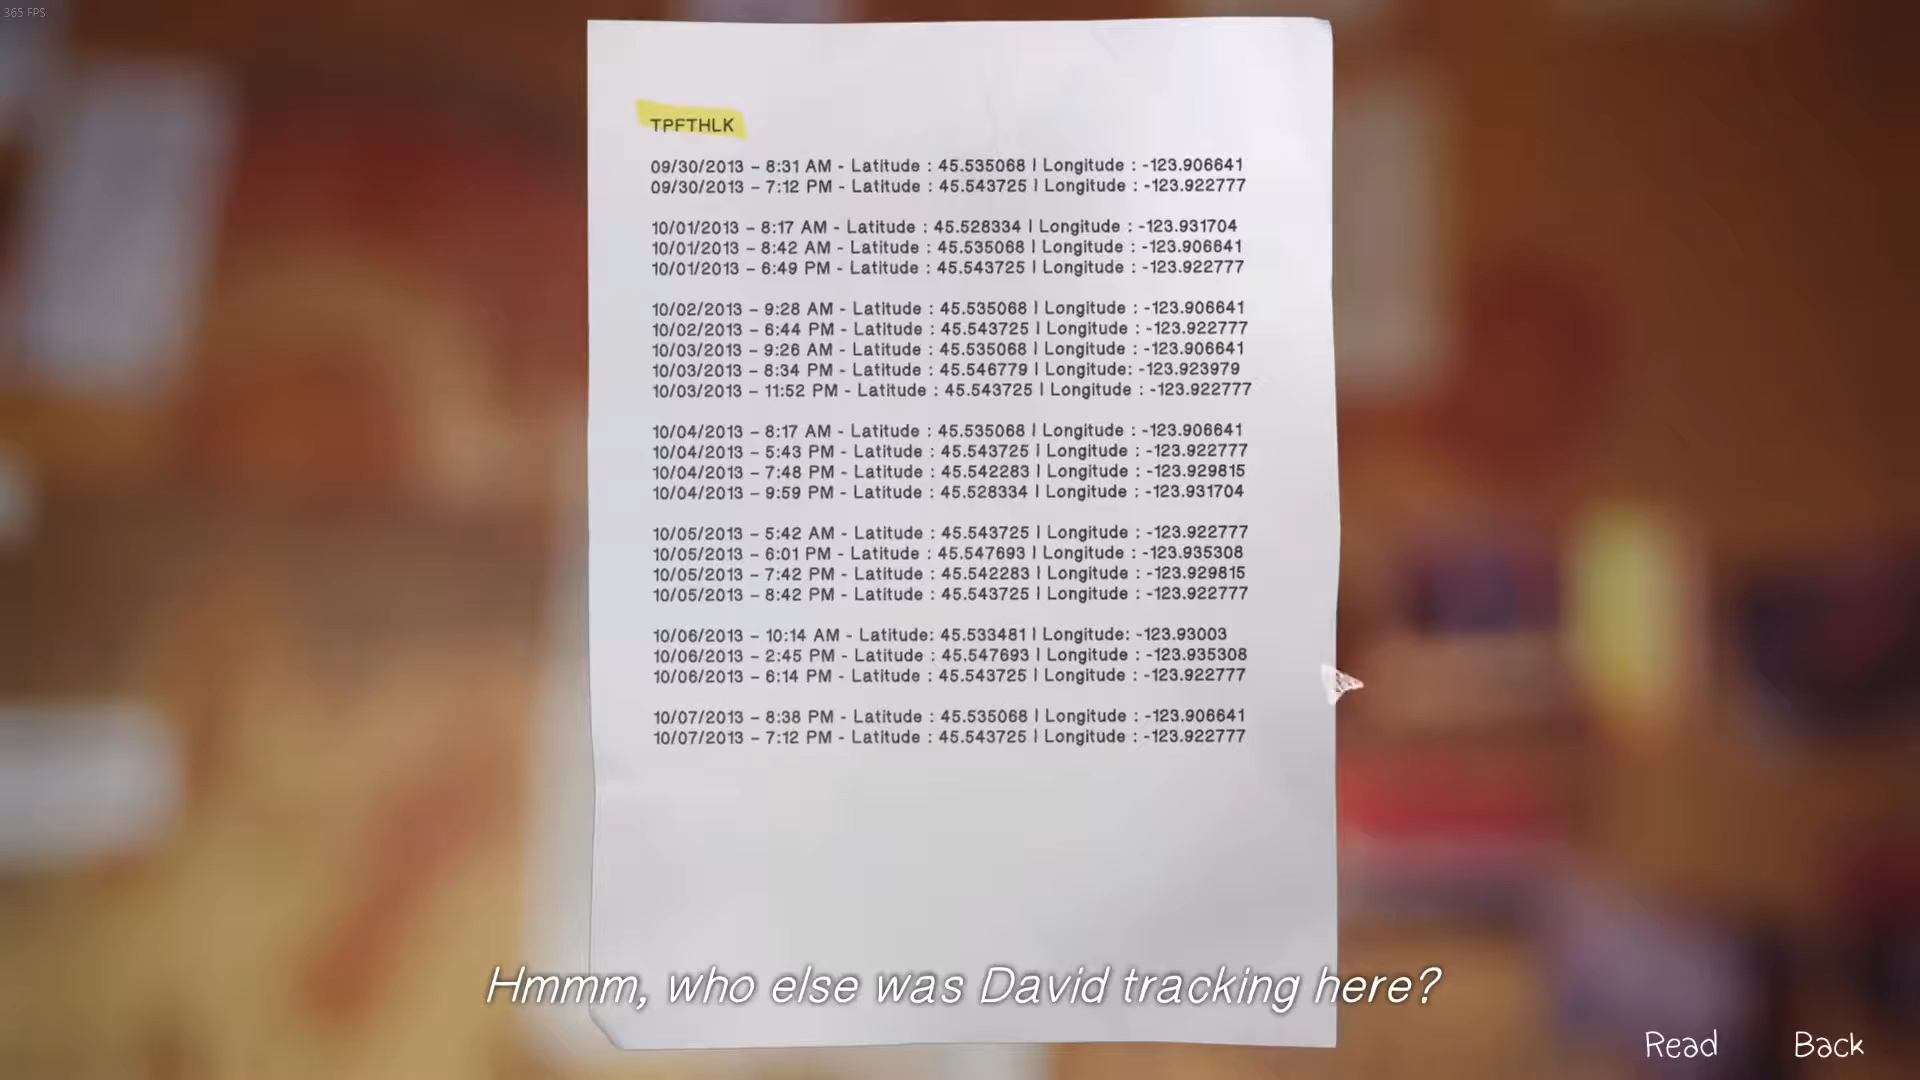 365 FPS
TPFTHLK
09/30/2013 – 8:31 AM - Latitude : 45.535068 | Longitude : -123.906641
09/30/2013 – 7:12 PM - Latitude : 45.543725 | Longitude : -123.922777
10/01/2013 – 8:17 AM - Latitude : 45.528334 | Longitude : -123.931704
10/01/2013 – 8:42 AM - Latitude : 45.535068 | Longitude : -123.906641
10/01/2013 – 6:49 PM - Latitude : 45.543725 | Longitude : -123.922777
10/02/2013 – 9:28 AM - Latitude : 45.535068 | Longitude : -123.906641
10/02/2013 – 6:44 PM - Latitude : 45.543725 | Longitude : -123.922777
10/03/2013 – 9:26 AM - Latitude : 45.535068 | Longitude : -123.906641
10/03/2013 – 8:34 PM - Latitude : 45.546779 | Longitude: -123.923979
10/03/2013 – 11:52 PM - Latitude : 45.543725 | Longitude : -123.922777
10/04/2013 – 8:17 AM - Latitude : 45.535068 | Longitude : -123.906641
10/04/2013 – 5:43 PM - Latitude : 45.543725 | Longitude : -123.922777
10/04/2013 – 7:48 PM - Latitude : 45.542283 | Longitude : -123.929815
10/04/2013 – 9:59 PM - Latitude : 45.528334 | Longitude : -123.931704
10/05/2013 – 5:42 AM - Latitude : 45.543725 | Longitude : -123.922777
10/05/2013 – 6:01 PM - Latitude : 45.547693 | Longitude : -123.935308
10/05/2013 – 7:42 PM - Latitude : 45.542283 | Longitude : -123.929815
10/05/2013 – 8:42 PM - Latitude : 45.543725 | Longitude : -123.922777
10/06/2013 – 10:14 AM - Latitude: 45.533481 | Longitude: -123.93003
10/06/2013 – 2:45 PM - Latitude : 45.547693 | Longitude : -123.935308
10/06/2013 – 6:14 PM - Latitude : 45.543725 | Longitude : -123.922777
10/07/2013 – 8:38 PM - Latitude : 45.535068 | Longitude : -123.906641
10/07/2013 – 7:12 PM - Latitude : 45.543725 | Longitude : -123.922777
Hmmm, who else was David tracking here?
Read
Back